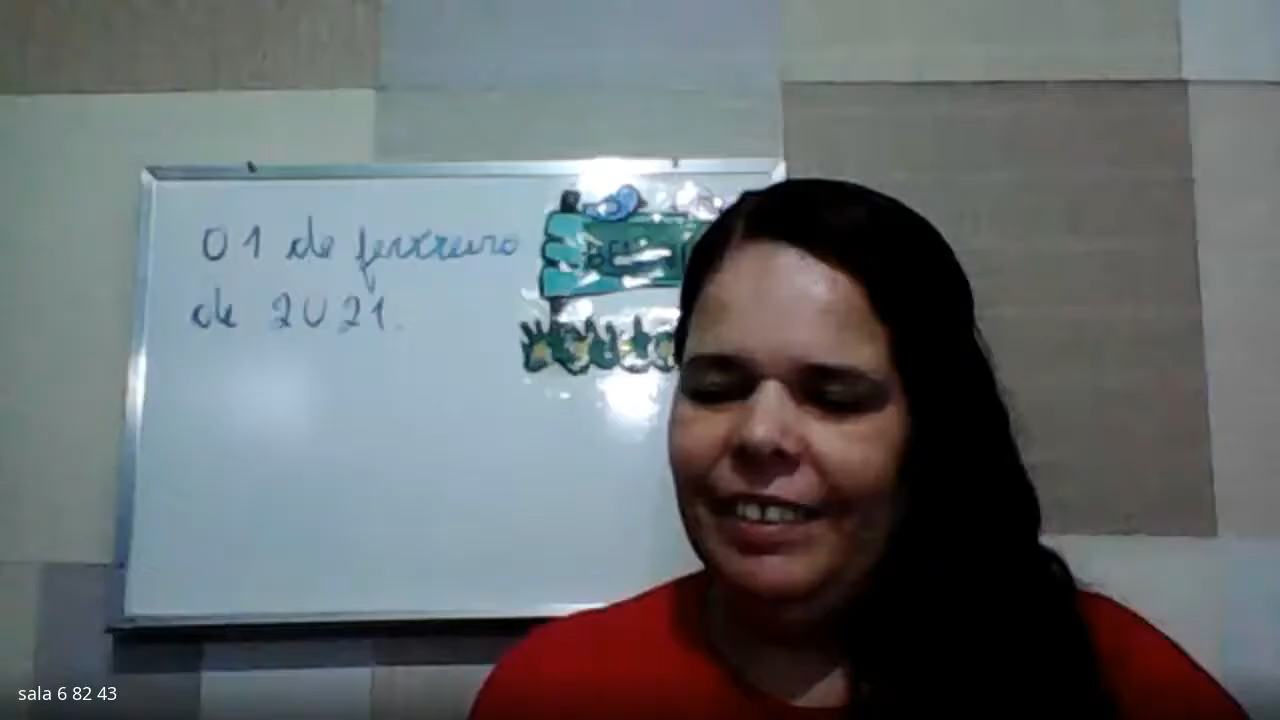 01 de fevereiro
de 2021.
sala 6 82 43